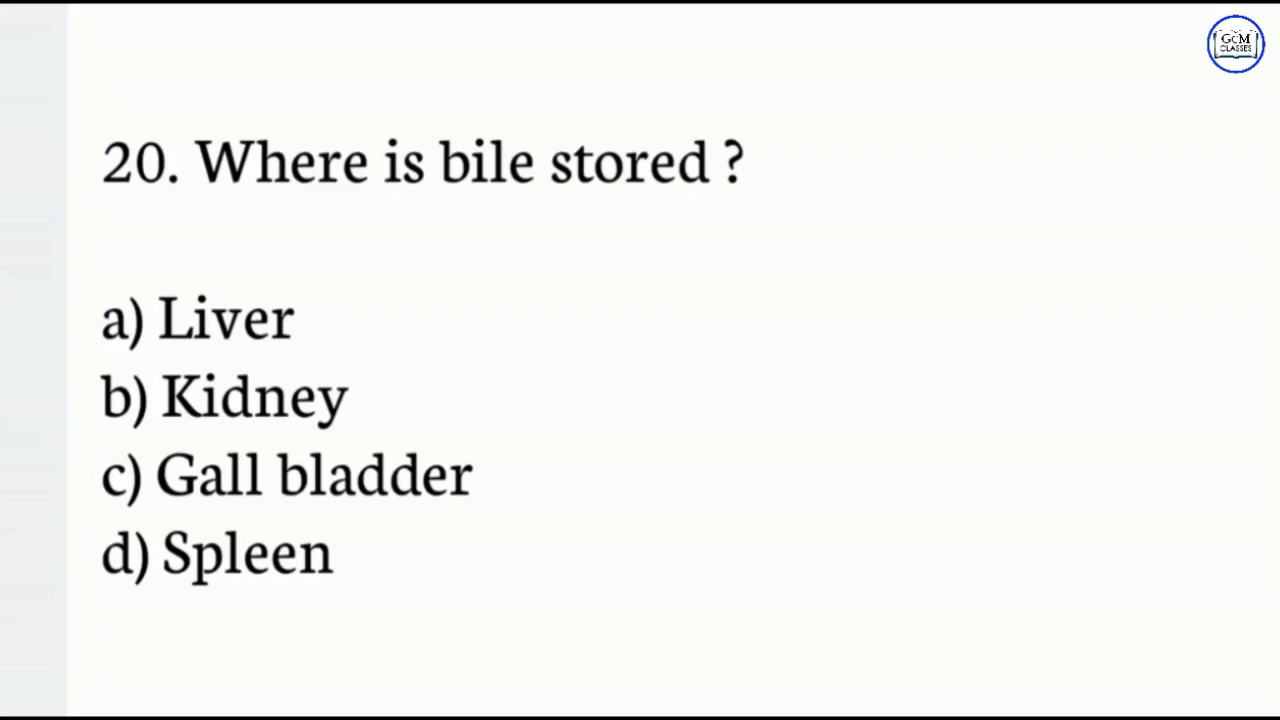 GCM
CLASSES
20. Where is bile stored ?
a) Liver
b) Kidney
c) Gall bladder
d) Spleen